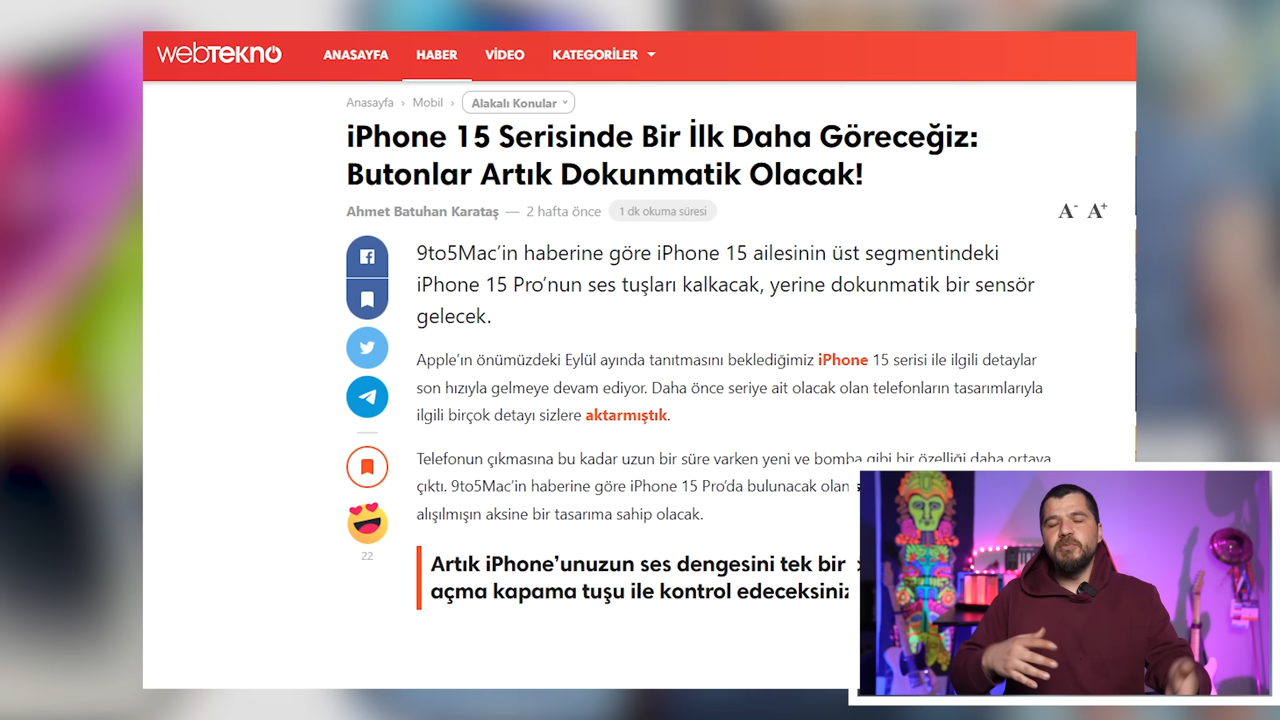 webTEKNO
ANASAYFA HABER VİDEO KATEGORİLER
Anasayfa › Mobil › Alakalı Konular
iPhone 15 Serisinde Bir İlk Daha Göreceğiz:
Butonlar Artık Dokunmatik Olacak!
Ahmet Batuhan Karataş — 2 hafta önce 1 dk okuma süresi
A- A+
9to5Mac’in haberine göre iPhone 15 ailesinin üst segmentindeki
iPhone 15 Pro’nun ses tuşları kalkacak, yerine dokunmatik bir sensör
gelecek.
Apple’ın önümüzdeki Eylül ayında tanıtmasını beklediğimiz iPhone 15 serisi ile ilgili detaylar
son hızıyla gelmeye devam ediyor. Daha önce seriye ait olacak olan telefonların tasarımlarıyla
ilgili birçok detayı sizlere aktarmıştık.
Telefonun çıkmasına bu kadar uzun bir süre varken yeni ve bomba gibi bir özelliği daha ortaya
çıktı. 9to5Mac’in haberine göre iPhone 15 Pro’da bulunacak olan
alışılmışın aksine bir tasarıma sahip olacak.
Artık iPhone’unuzun ses dengesini tek bir
açma kapama tuşu ile kontrol edeceksiniz
22